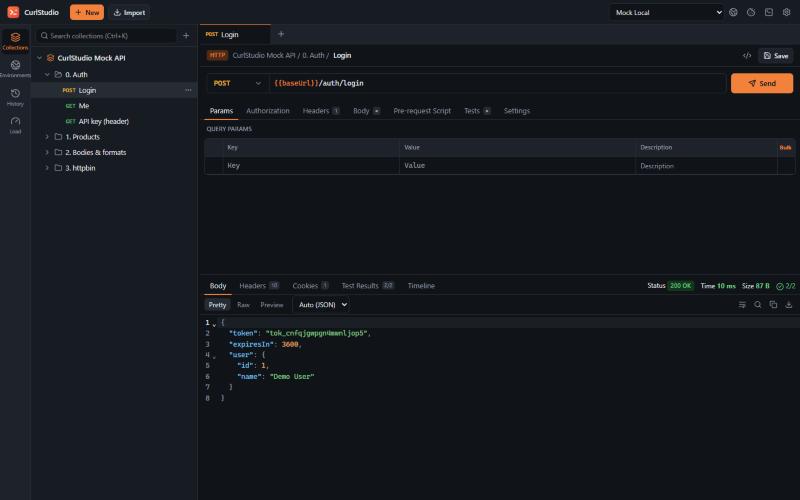 CurlStudio
New
Import
Mock Local
Collections
Environments
History
Load
Search collections (Ctrl+K)
CurlStudio Mock API
0. Auth
POST Login
GET Me
GET API key (header)
1. Products
2. Bodies & formats
3. httpbin
POST Login
HTTP CurlStudio Mock API / 0. Auth / Login
Save
POST
{{baseUrl}}/auth/login
Send
Params Authorization Headers 1 Body Pre-request Script Tests Settings
QUERY PARAMS
Key Value Description Bulk
Key Value Description
Body Headers 10 Cookies 1 Test Results 2/2 Timeline
Status 200 OK Time 10 ms Size 87 B 2/2
Pretty Raw Preview Auto (JSON)
1 {
2 "token": "tok_cnfqjgwpgn4mwnljop5",
3 "expiresIn": 3600,
4 "user": {
5 "id": 1,
6 "name": "Demo User"
7 }
8 }